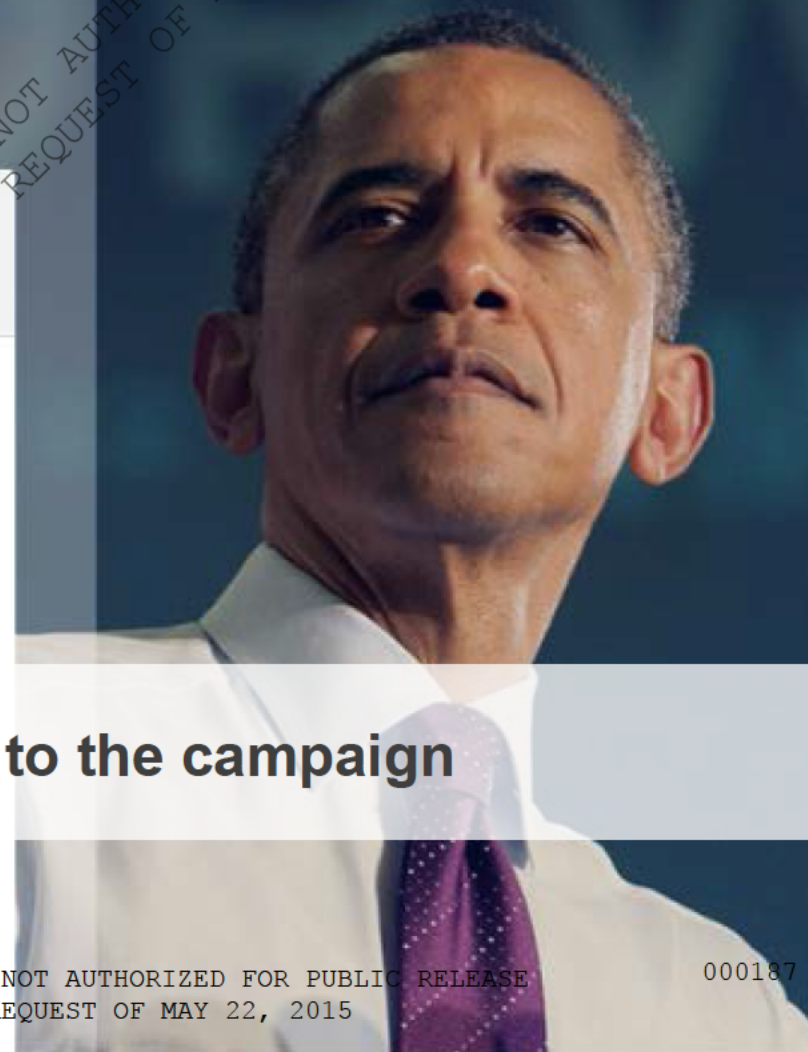 NOT AUTH
REQUEST OF
to the campaign
NOT AUTHORIZED FOR PUBLIC RELEASE
EQUEST OF MAY 22, 2015
000187